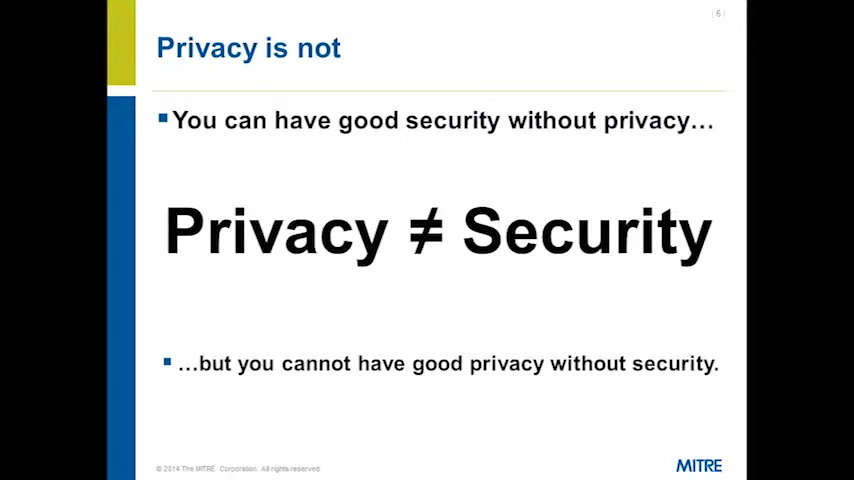 | 6 |
Privacy is not
You can have good security without privacy…
Privacy ≠ Security
…but you cannot have good privacy without security.
© 2014 The MITRE Corporation. All rights reserved.
MITRE